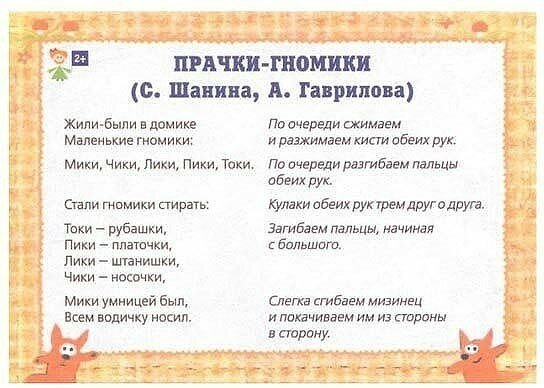 2+
ПРАЧКИ-ГНОМИКИ
(С. Шанина, А. Гаврилова)
Жили-были в домике
Маленькие гномики:
По очереди сжимаем
и разжимаем кисти обеих рук.
Мики, Чики, Лики, Пики, Токи.
По очереди разгибаем пальцы
обеих рук.
Стали гномики стирать:
Кулаки обеих рук трем друг о друга.
Токи — рубашки,
Пики — платочки,
Лики — штанишки,
Чики — носочки,
Загибаем пальцы, начиная
с большого.
Мики умницей был,
Всем водичку носил.
Слегка сгибаем мизинец
и покачиваем им из стороны
в сторону.